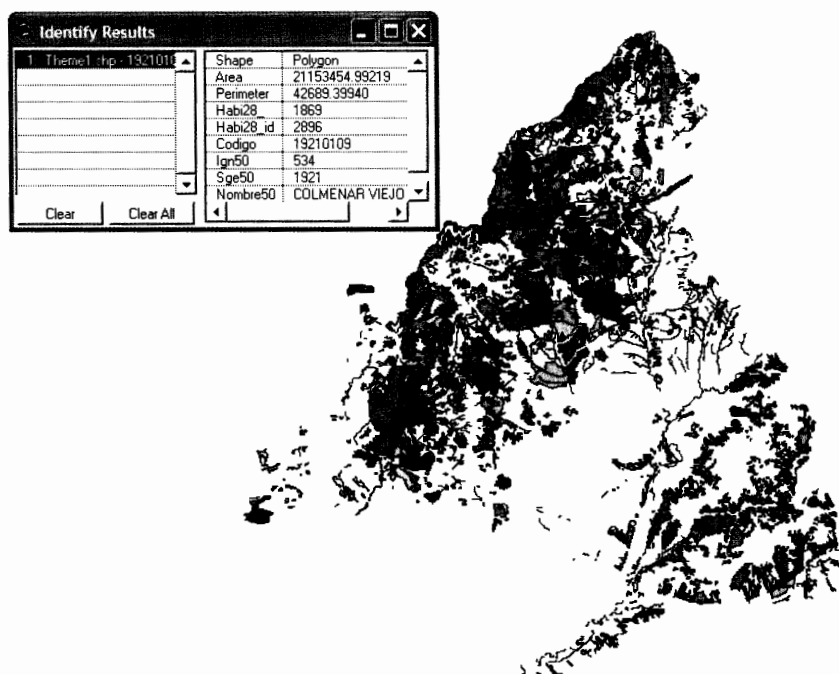 Identify Results
1: Theme1.shp - 1921010
Shape Polygon
Area 21153454.99219
Perimeter 42689.39940
Habi28_ 1869
Habi28_id 2896
Codigo 19210109
Ign50 534
Sge50 1921
Nombre50 COLMENAR VIEJO
Clear Clear All